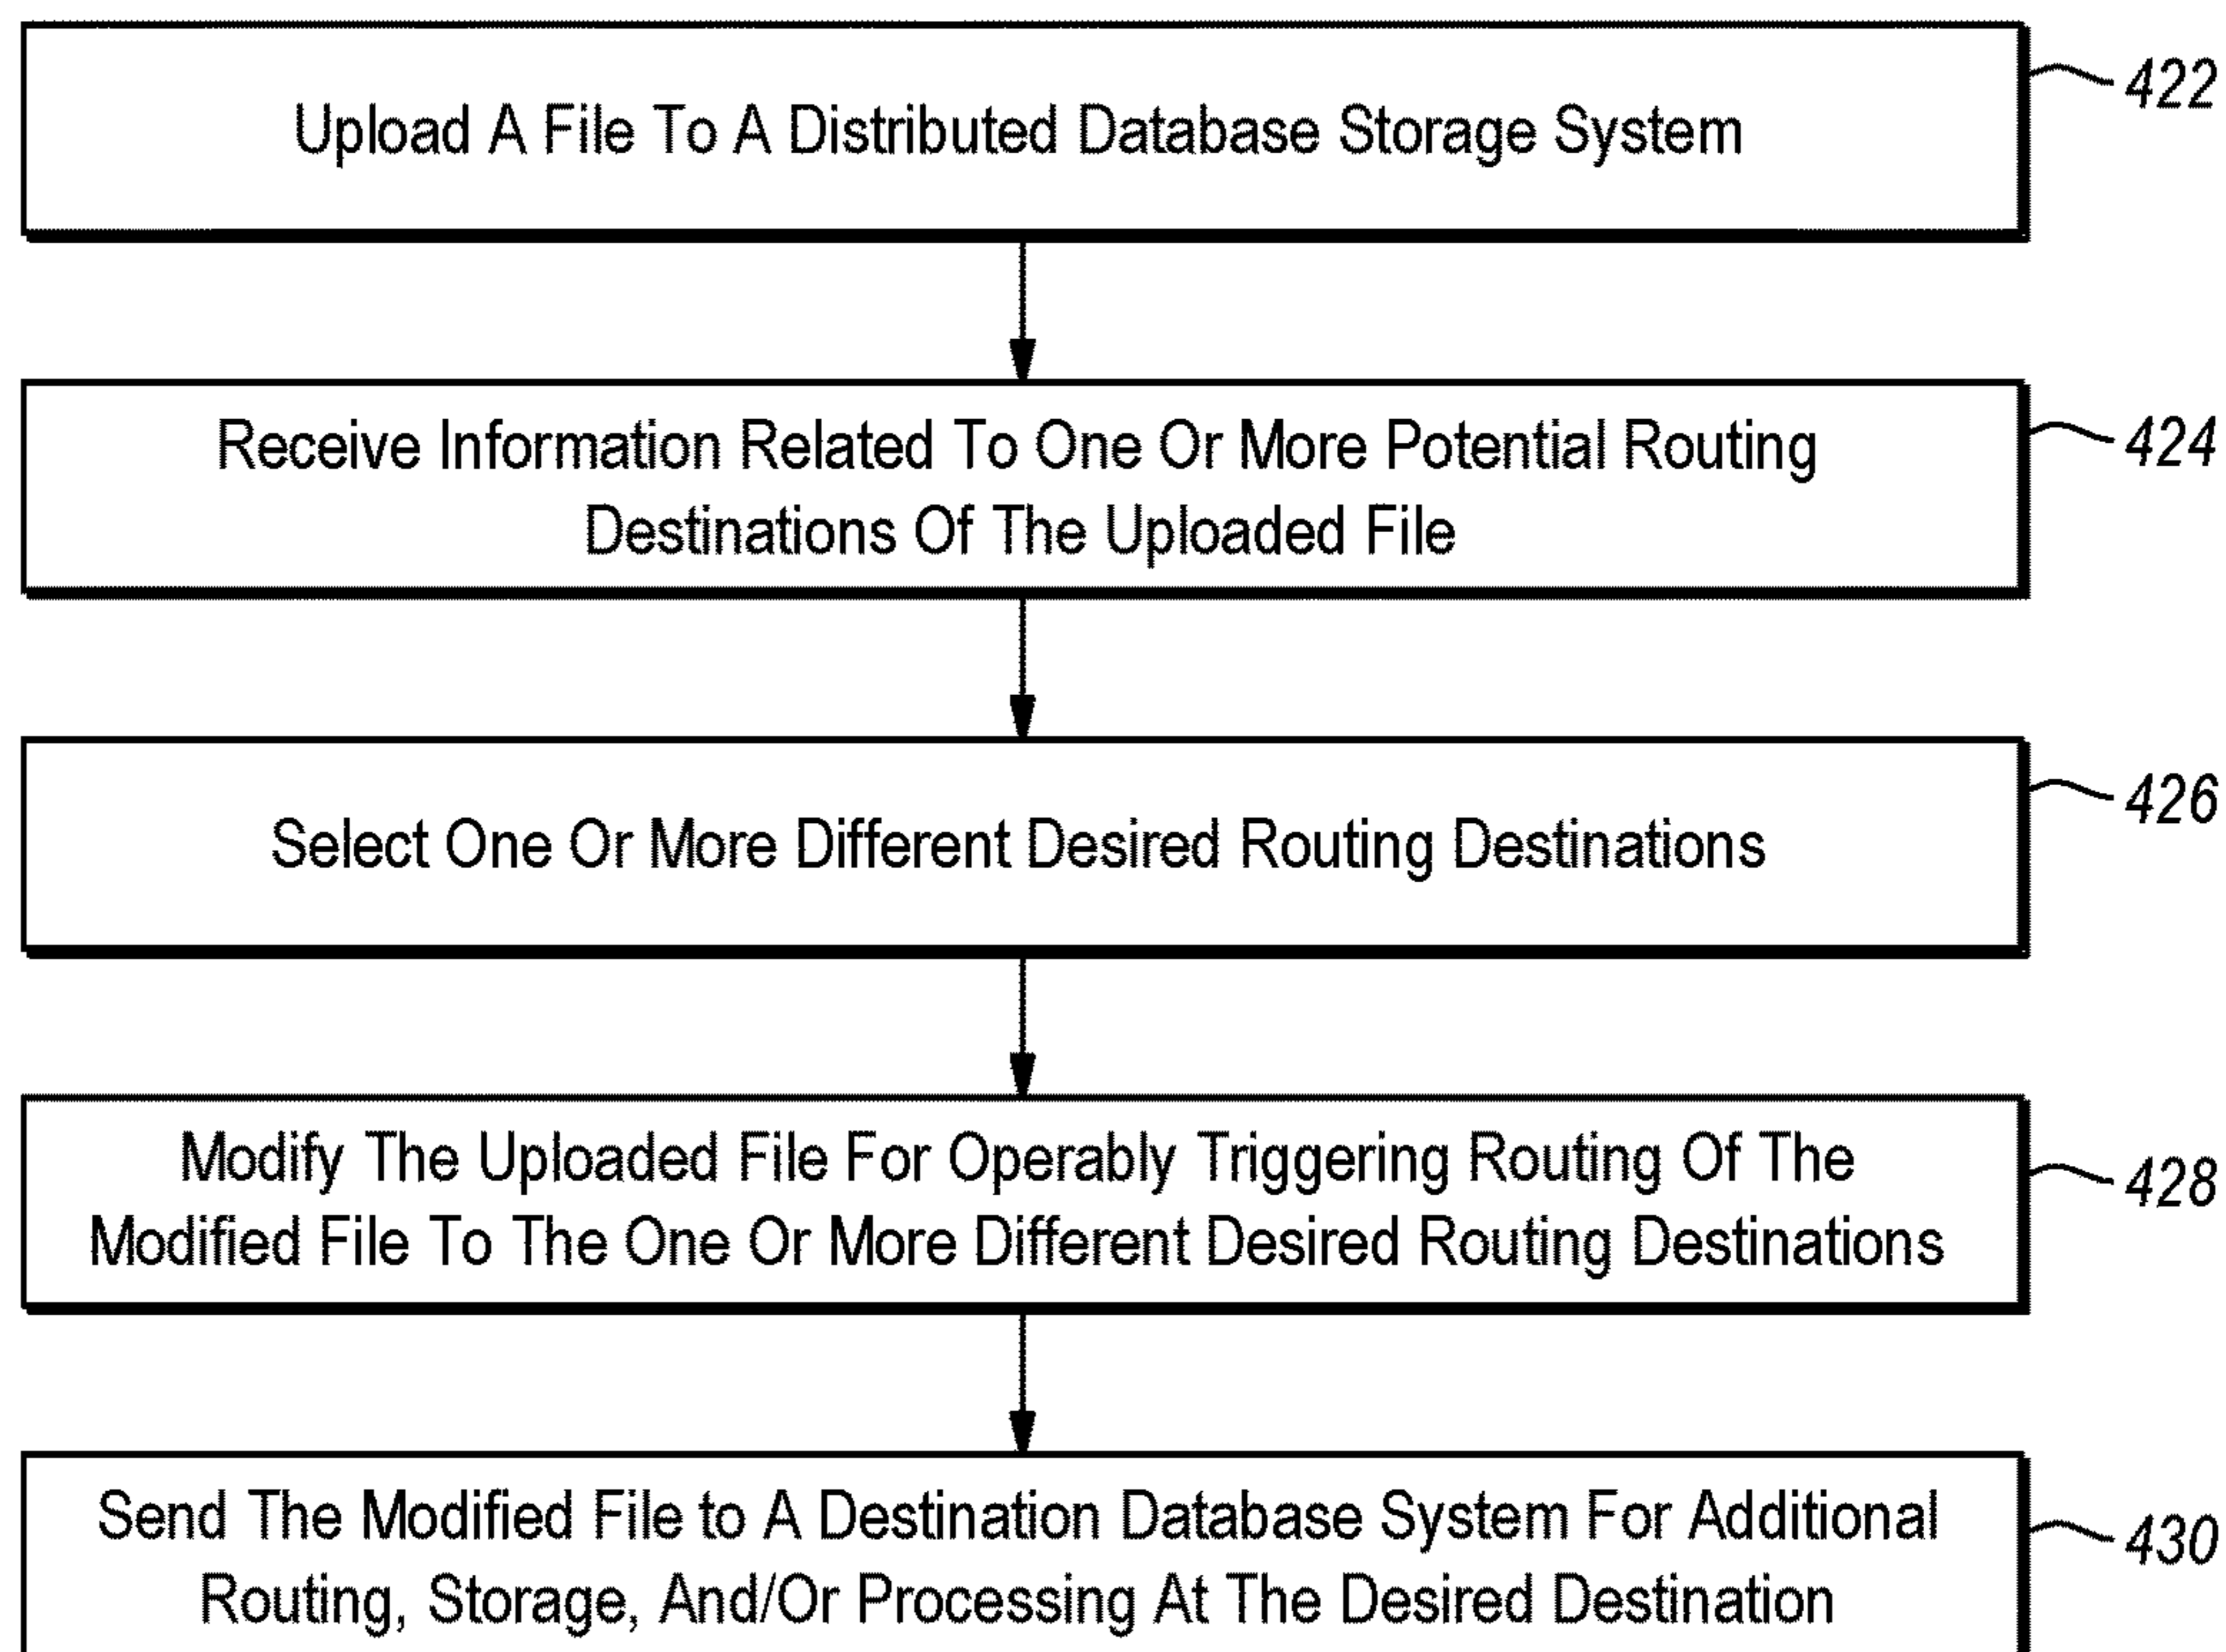 Upload A File To A Distributed Database Storage System
422
Receive Information Related To One Or More Potential Routing
Destinations Of The Uploaded File
424
Select One Or More Different Desired Routing Destinations
426
Modify The Uploaded File For Operably Triggering Routing Of The
Modified File To The One Or More Different Desired Routing Destinations
428
Send The Modified File to A Destination Database System For Additional
Routing, Storage, And/Or Processing At The Desired Destination
430